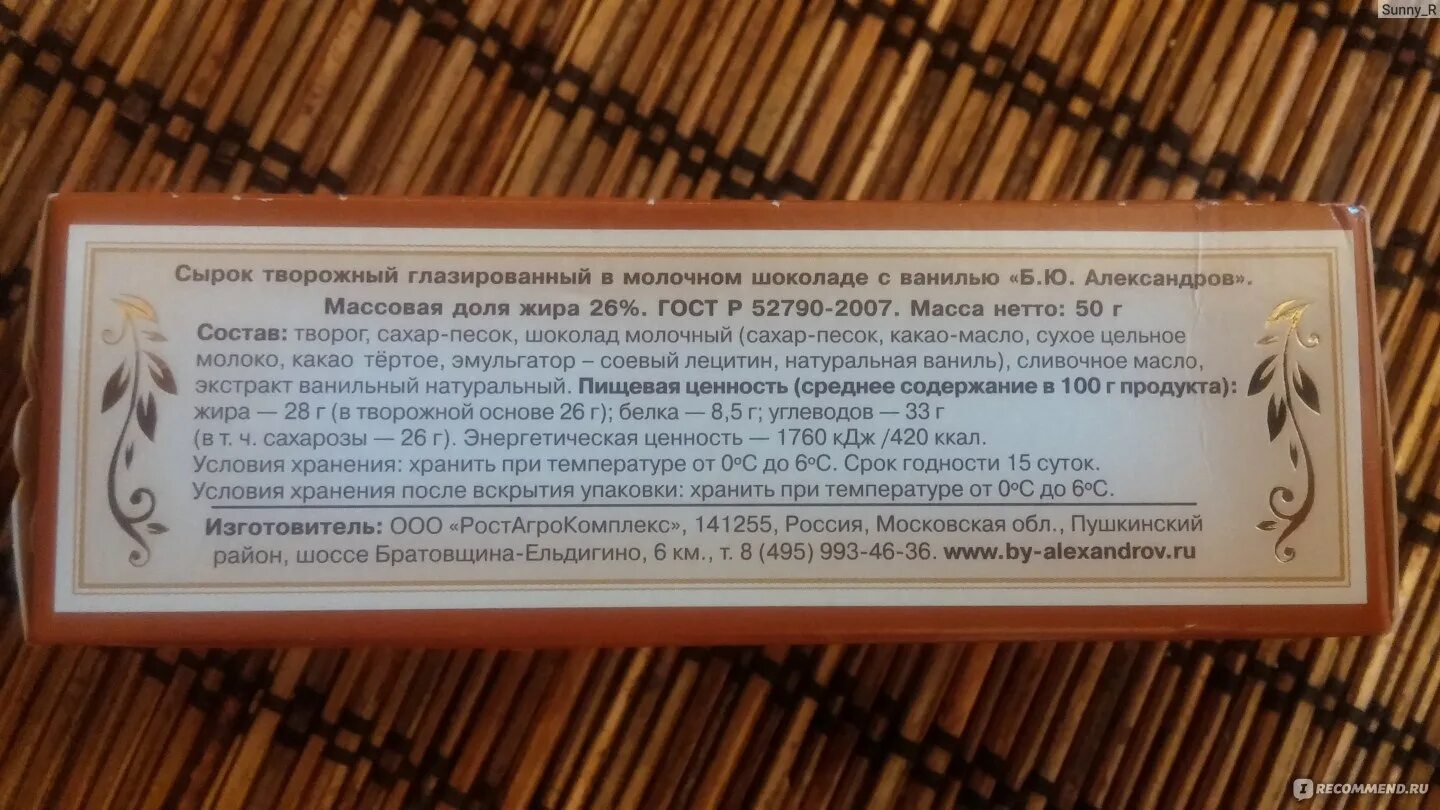 Sunny_R
Сырок творожный глазированный в молочном шоколаде с ванилью «Б.Ю. Александров».
Массовая доля жира 26%. ГОСТ Р 52790-2007. Масса нетто: 50 г
Состав: творог, сахар-песок, шоколад молочный (сахар-песок, какао-масло, сухое цельное
молоко, какао тёртое, эмульгатор – соевый лецитин, натуральная ваниль), сливочное масло,
экстракт ванильный натуральный. Пищевая ценность (среднее содержание в 100 г продукта):
жира — 28 г (в творожной основе 26 г); белка — 8,5 г; углеводов — 33 г
(в т. ч. сахарозы — 26 г). Энергетическая ценность — 1760 кДж /420 ккал.
Условия хранения: хранить при температуре от 0ºС до 6ºС. Срок годности 15 суток.
Условия хранения после вскрытия упаковки: хранить при температуре от 0ºС до 6ºС.
Изготовитель: ООО «РостАгроКомплекс», 141255, Россия, Московская обл., Пушкинский
район, шоссе Братовщина-Ельдигино, 6 км., т. 8 (495) 993-46-36. www.by-alexandrov.ru
RECOMMEND.RU